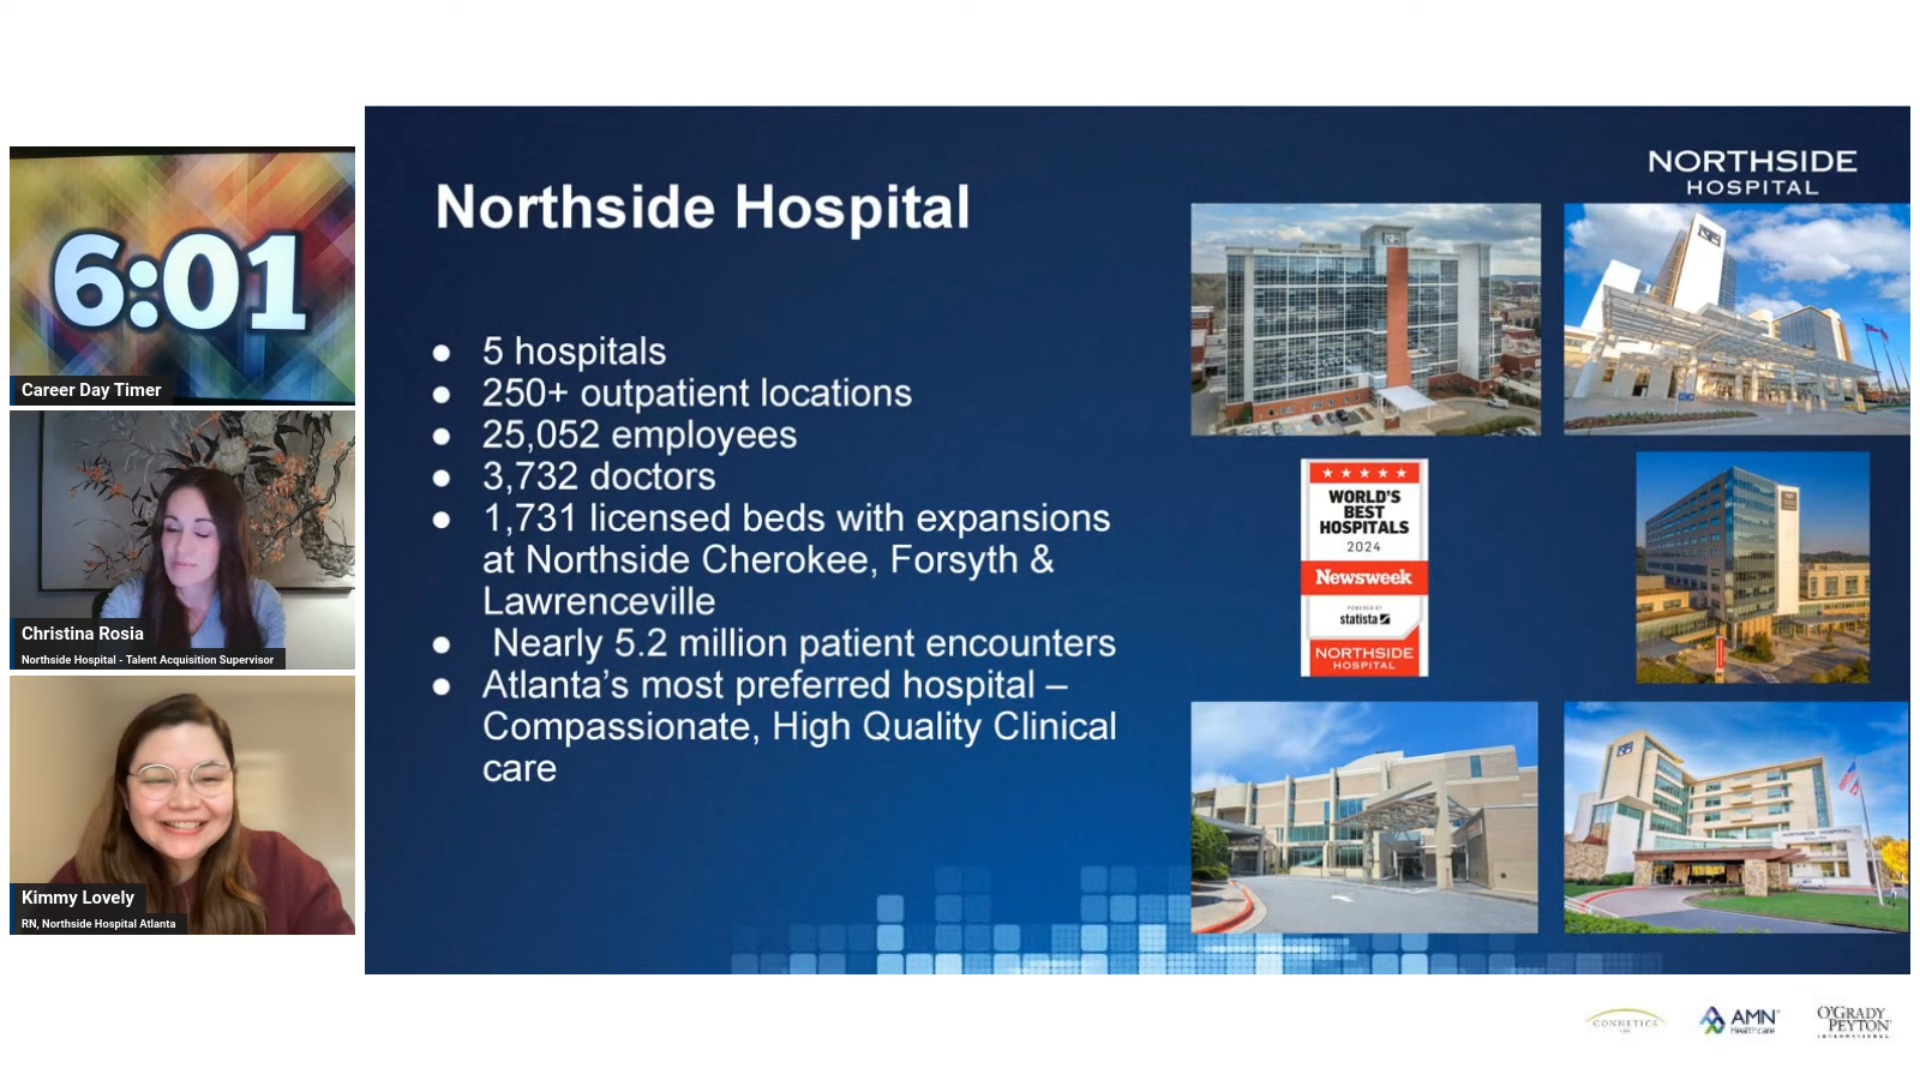 6:01
Career Day Timer
Christina Rosia
Northside Hospital - Talent Acquisition Supervisor
Kimmy Lovely
RN, Northside Hospital Atlanta
NORTHSIDE
HOSPITAL
Northside Hospital
● 5 hospitals
● 250+ outpatient locations
● 25,052 employees
● 3,732 doctors
● 1,731 licensed beds with expansions
at Northside Cherokee, Forsyth &
Lawrenceville
● Nearly 5.2 million patient encounters
● Atlanta’s most preferred hospital –
Compassionate, High Quality Clinical
care
WORLD'S
BEST
HOSPITALS
2024
Newsweek
POWERED BY
statista
NORTHSIDE
HOSPITAL
NORTHSIDE HOSPITAL
CONNETICS
USA
AMN
Healthcare
O'GRADY
PEYTON
INTERNATIONAL